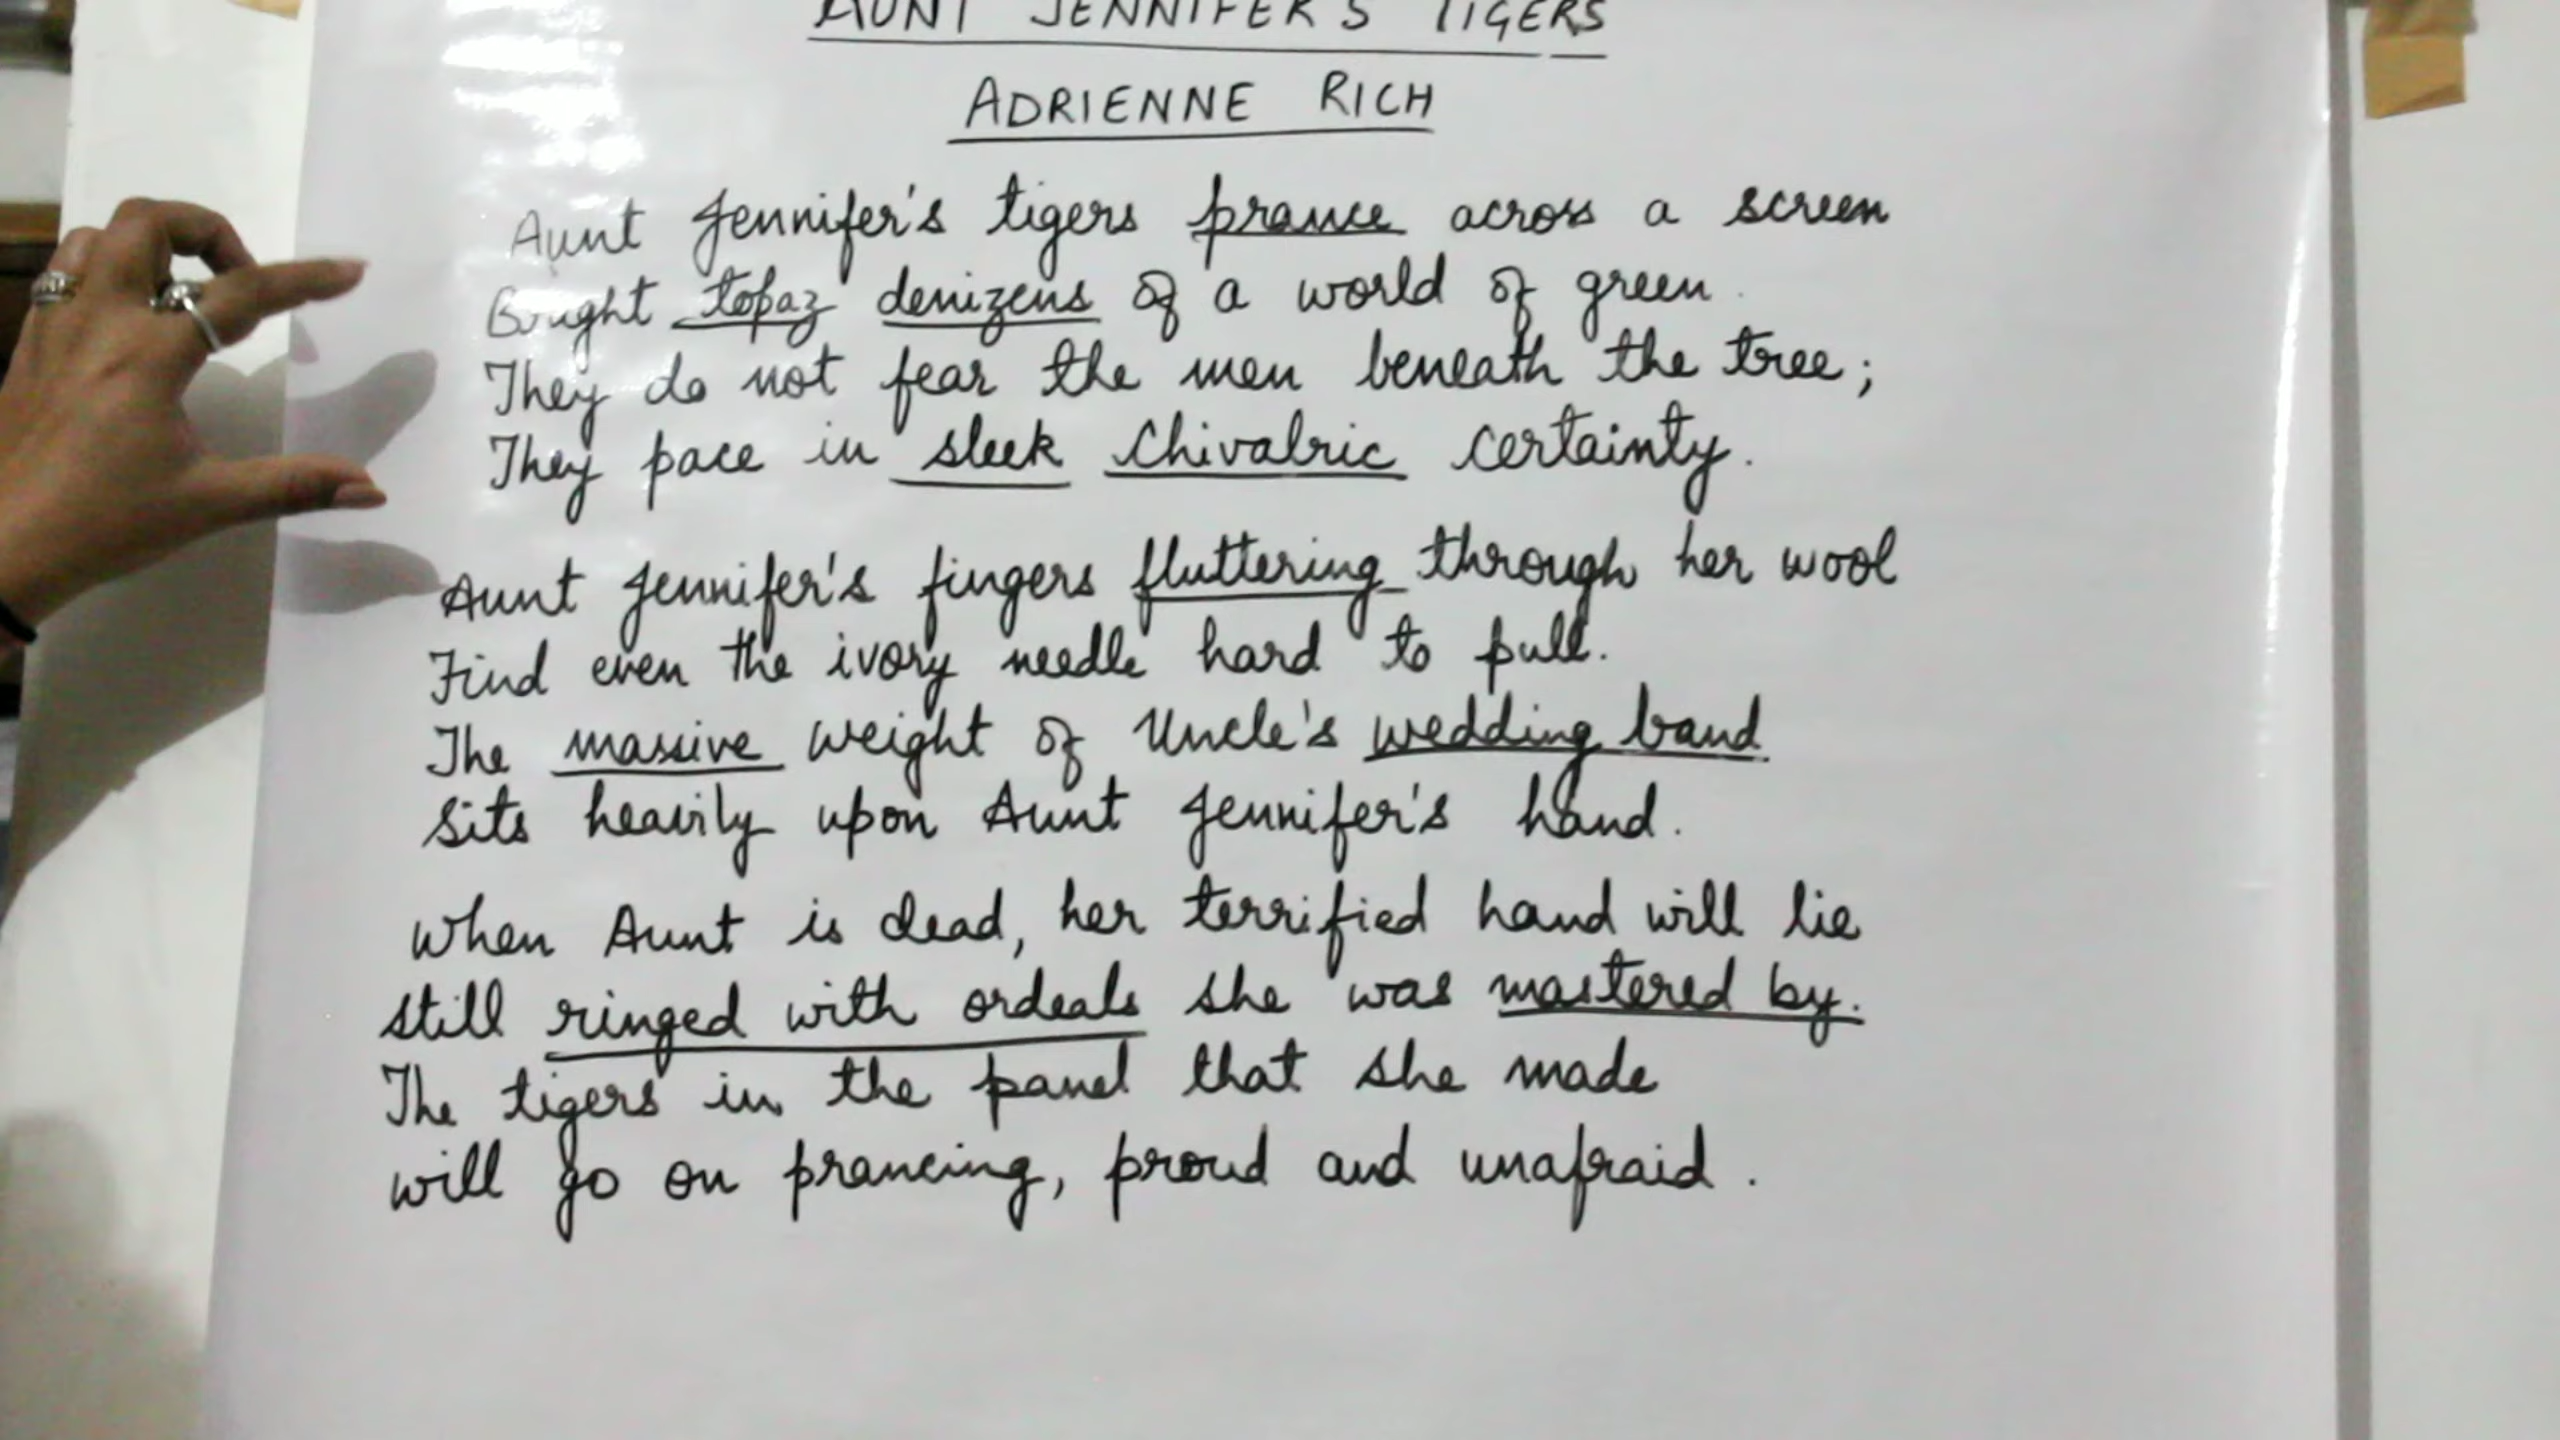 AUNT JENNIFER'S TIGERS
ADRIENNE RICH
Aunt Jennifer's tigers prance across a screen
Bright topaz denizens of a world of green.
They do not fear the men beneath the tree;
They pace in sleek Chivalric certainty.
Aunt Jennifer's fingers fluttering through her wool
Find even the ivory needle hard to pull.
The massive weight of Uncle's wedding band
Sits heavily upon Aunt Jennifer's hand.
When Aunt is dead, her terrified hand will lie
still ringed with ordeals she was mastered by.
The tigers in the panel that she made
will go on prancing, proud and unafraid.